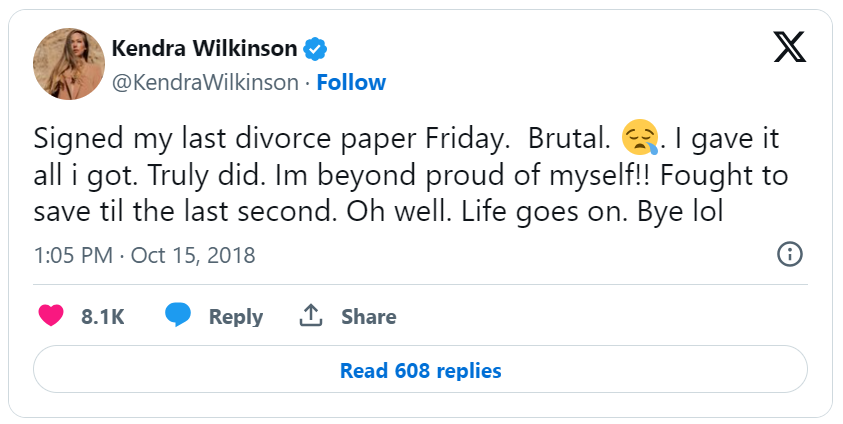 Kendra Wilkinson
@KendraWilkinson · Follow
Signed my last divorce paper Friday.  Brutal. 😪. I gave it
all i got. Truly did. Im beyond proud of myself!! Fought to
save til the last second. Oh well. Life goes on. Bye lol
1:05 PM · Oct 15, 2018
8.1K Reply Share
Read 608 replies